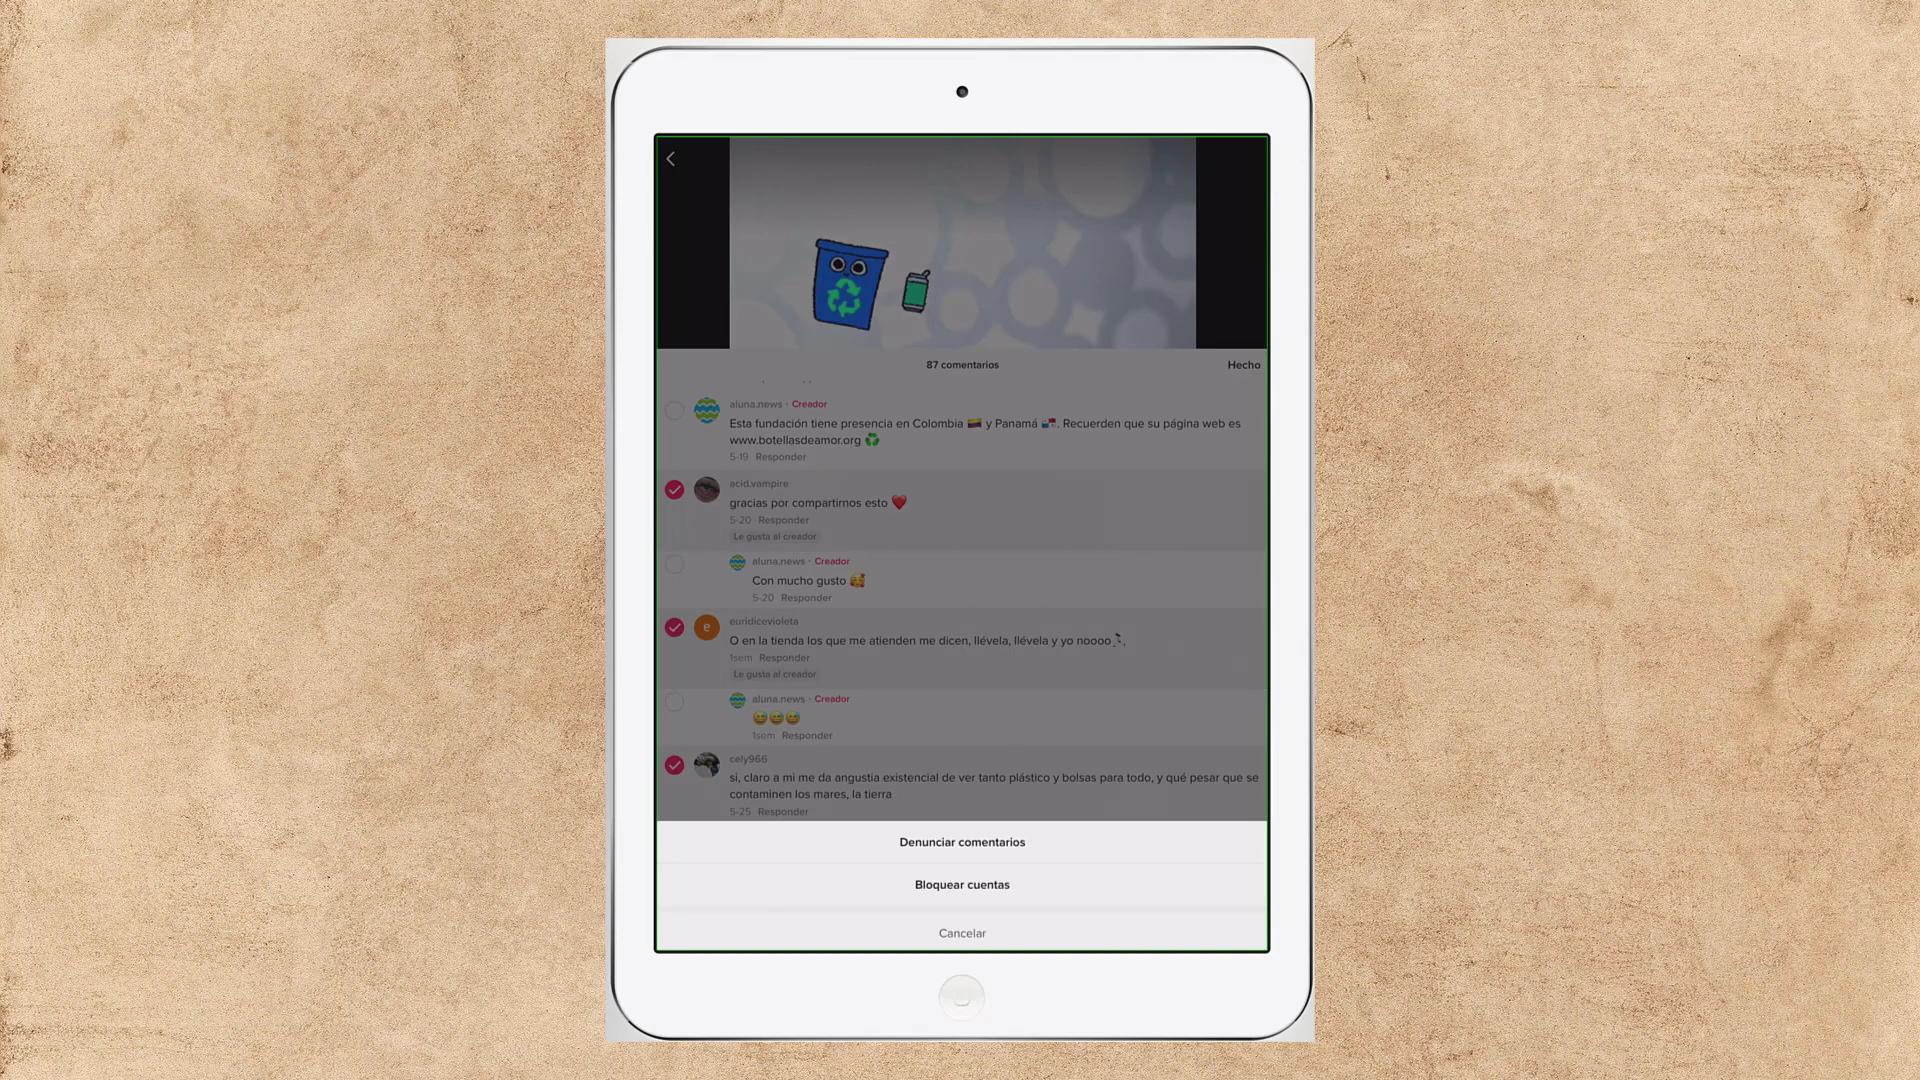 87 comentarios
Hecho
aluna.news · Creador
Esta fundación tiene presencia en Colombia 🇨🇴 y Panamá 🇵🇦. Recuerden que su página web es
www.botellasdeamor.org ♻️
5-19 Responder
acid.vampire
gracias por compartirnos esto ❤️
5-20 Responder
Le gusta al creador
aluna.news · Creador
Con mucho gusto 🥰
5-20 Responder
e
euridicevioleta
O en la tienda los que me atienden me dicen, llévela, llévela y yo noooo
1sem Responder
Le gusta al creador
aluna.news · Creador
😅😅😅
1sem Responder
cely966
si, claro a mi me da angustia existencial de ver tanto plástico y bolsas para todo, y qué pesar que se
contaminen los mares, la tierra
5-25 Responder
Denunciar comentarios
Bloquear cuentas
Cancelar